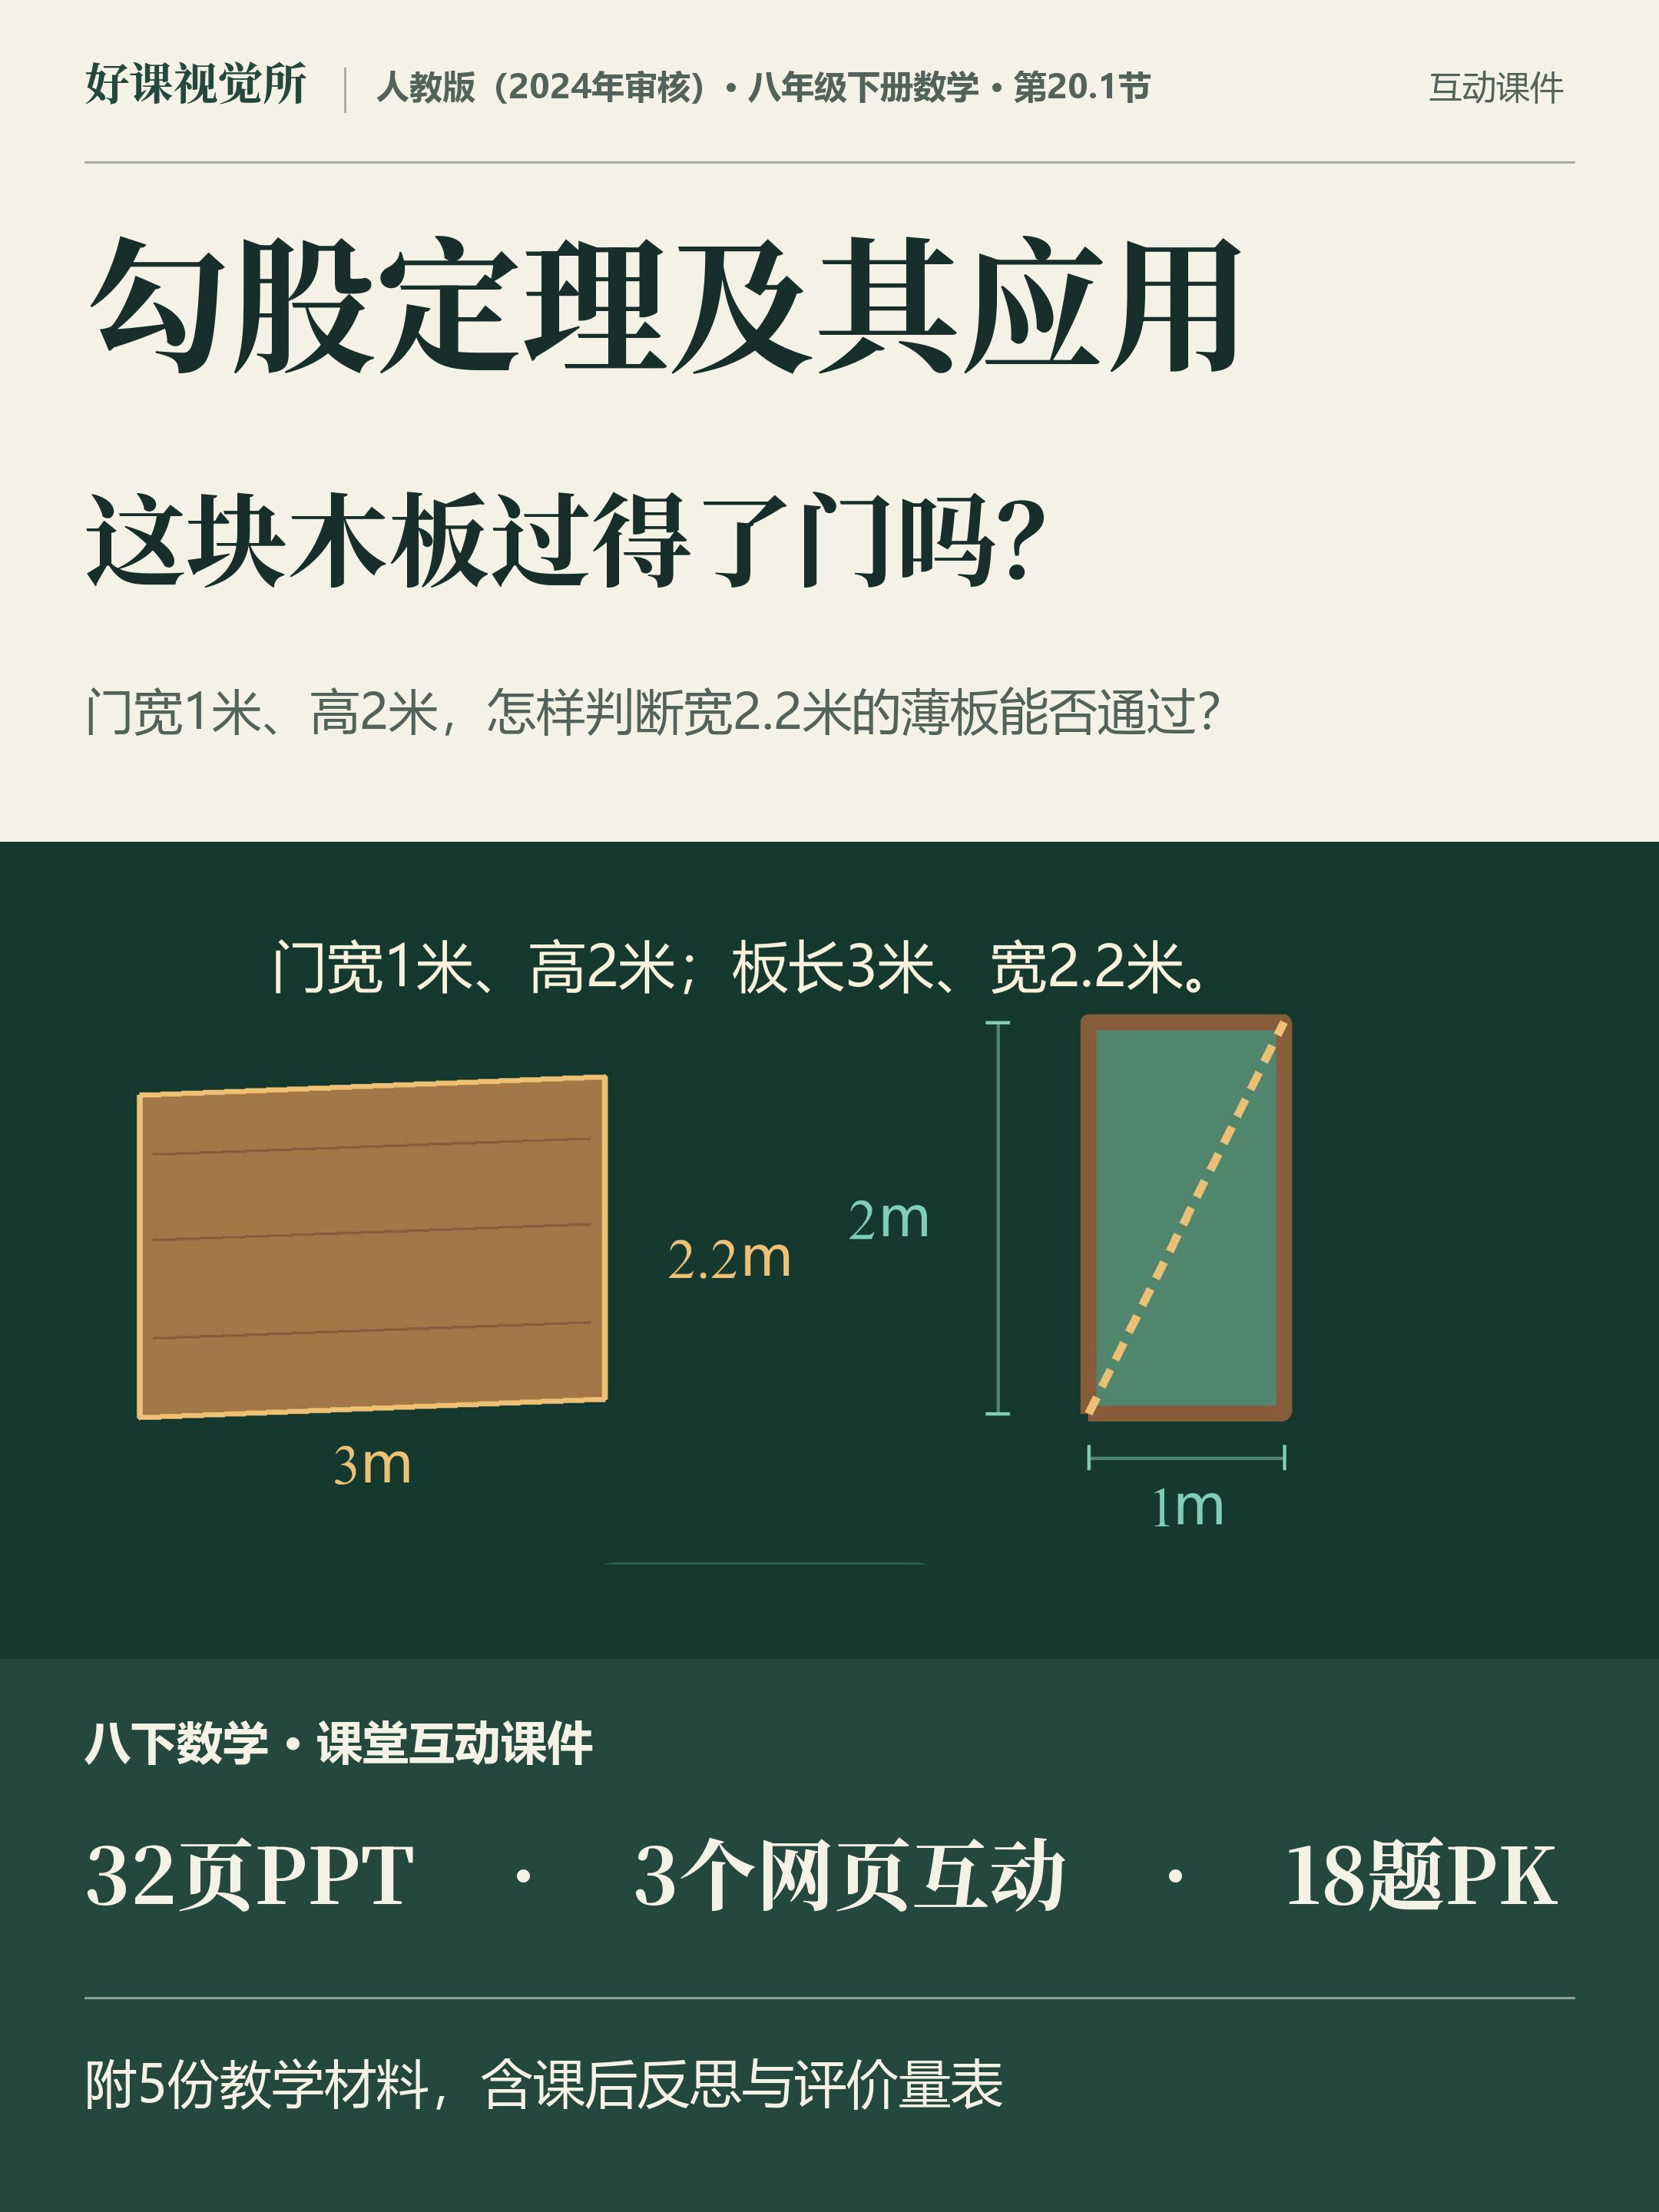 好课视觉所
人教版（2024年审核）·八年级下册数学·第20.1节
互动课件
勾股定理及其应用
这块木板过得了门吗？
门宽1米、高2米，怎样判断宽2.2米的薄板能否通过？
门宽1米、高2米；板长3米、宽2.2米。
2.2m
2m
3m
1m
八下数学·课堂互动课件
32页PPT · 3个网页互动 · 18题PK
附5份教学材料，含课后反思与评价量表